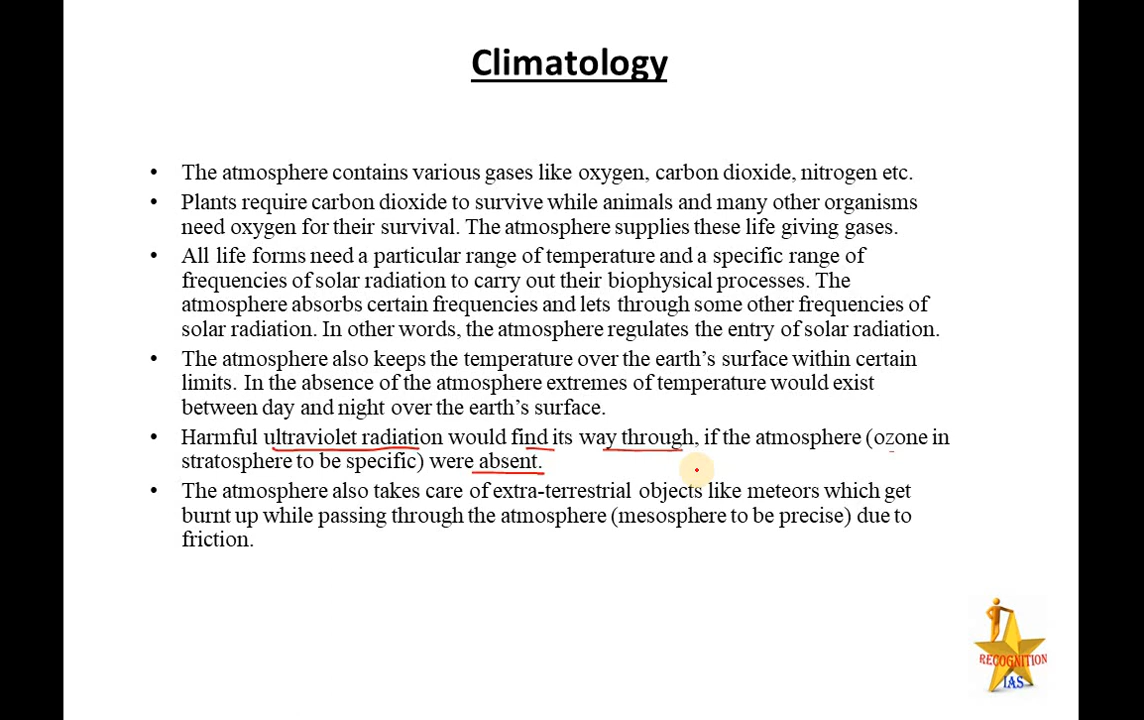 Climatology
• The atmosphere contains various gases like oxygen, carbon dioxide, nitrogen etc.
• Plants require carbon dioxide to survive while animals and many other organisms
need oxygen for their survival. The atmosphere supplies these life giving gases.
• All life forms need a particular range of temperature and a specific range of
frequencies of solar radiation to carry out their biophysical processes. The
atmosphere absorbs certain frequencies and lets through some other frequencies of
solar radiation. In other words, the atmosphere regulates the entry of solar radiation.
• The atmosphere also keeps the temperature over the earth’s surface within certain
limits. In the absence of the atmosphere extremes of temperature would exist
between day and night over the earth’s surface.
• Harmful ultraviolet radiation would find its way through, if the atmosphere (ozone in
stratosphere to be specific) were absent.
• The atmosphere also takes care of extra-terrestrial objects like meteors which get
burnt up while passing through the atmosphere (mesosphere to be precise) due to
friction.
RECOGNITION
IAS